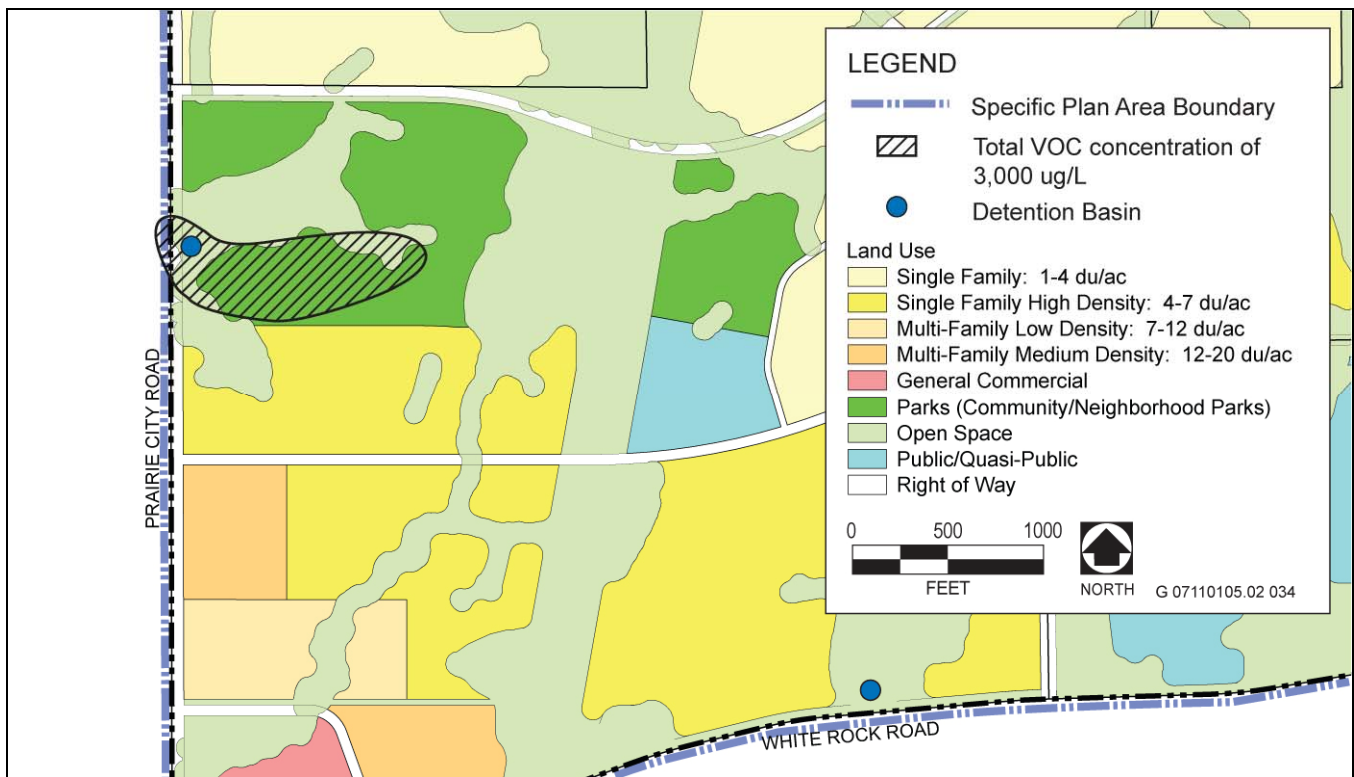 LEGEND
Specific Plan Area Boundary
Total VOC concentration of
3,000 ug/L
Detention Basin
Land Use
Single Family: 1-4 du/ac
Single Family High Density: 4-7 du/ac
Multi-Family Low Density: 7-12 du/ac
Multi-Family Medium Density: 12-20 du/ac
General Commercial
Parks (Community/Neighborhood Parks)
Open Space
Public/Quasi-Public
Right of Way
0 500 1000
FEET
NORTH
G 07110105.02 034
PRAIRIE CITY ROAD
WHITE ROCK ROAD